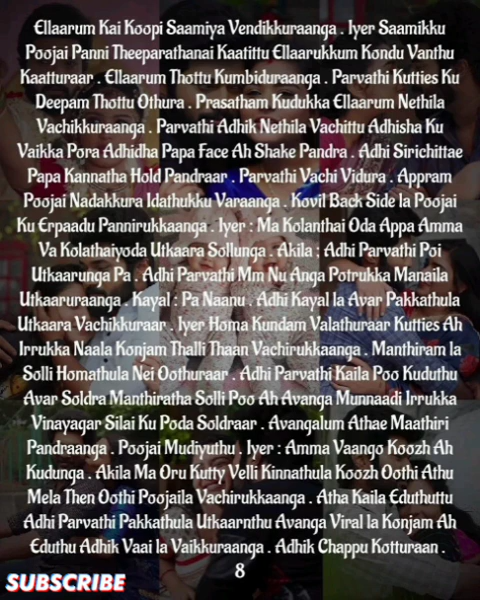 Ellaarum Kai Koopi Saamiya Vendikkuraanga . Iyer Saamikku
Poojai Panni Theeparathanai Kaatittu Ellaarukkum Kondu Vanthu
Kaatturaar . Ellaarum Thottu Kumbiduraanga . Parvathi Kutties Ku
Deepam Thottu Othura . Prasatham Kudukka Ellaarum Nethila
Vachikkuraanga . Parvathi Adhik Nethila Vachittu Adhisha Ku
Vaikka Pora Adhidha Papa Face Ah Shake Pandra . Adhi Sirichittae
Papa Kannatha Hold Pandraar . Parvathi Vachi Vidura . Appram
Poojai Nadakkura Idathukku Varaanga . Kovil Back Side la Poojai
Ku Erpaadu Pannirukkaanga . Iyer : Ma Kolanthai Oda Appa Amma
Va Kolathaiyoda Utkaara Sollunga . Akila ; Adhi Parvathi Poi
Utkaarunga Pa . Adhi Parvathi Mm Nu Anga Potrukka Manaila
Utkaaruraanga . Kayal : Pa Naanu . Adhi Kayal la Avar Pakkathula
Utkaara Vachikkuraar . Iyer Homa Kundam Valathuraar Kutties Ah
Irrukka Naala Konjam Thalli Thaan Vachirukkaanga . Manthiram la
Solli Homathula Nei Oothuraar . Adhi Parvathi Kaila Poo Kuduthu
Avar Soldra Manthiratha Solli Poo Ah Avanga Munnaadi Irrukka
Vinayagar Silai Ku Poda Soldraar . Avangalum Athae Maathiri
Pandraanga . Poojai Mudiyuthu . Iyer : Amma Vaango Koozh Ah
Kudunga . Akila Ma Oru Kutty Velli Kinnathula Koozh Oothi Athu
Mela Then Oothi Poojaila Vachirukkaanga . Atha Kaila Eduthuttu
Adhi Parvathi Pakkathula Utkaarnthu Avanga Viral la Konjam Ah
Eduthu Adhik Vaai la Vaikkuraanga . Adhik Chappu Kotturaan .
8
SUBSCRIBE